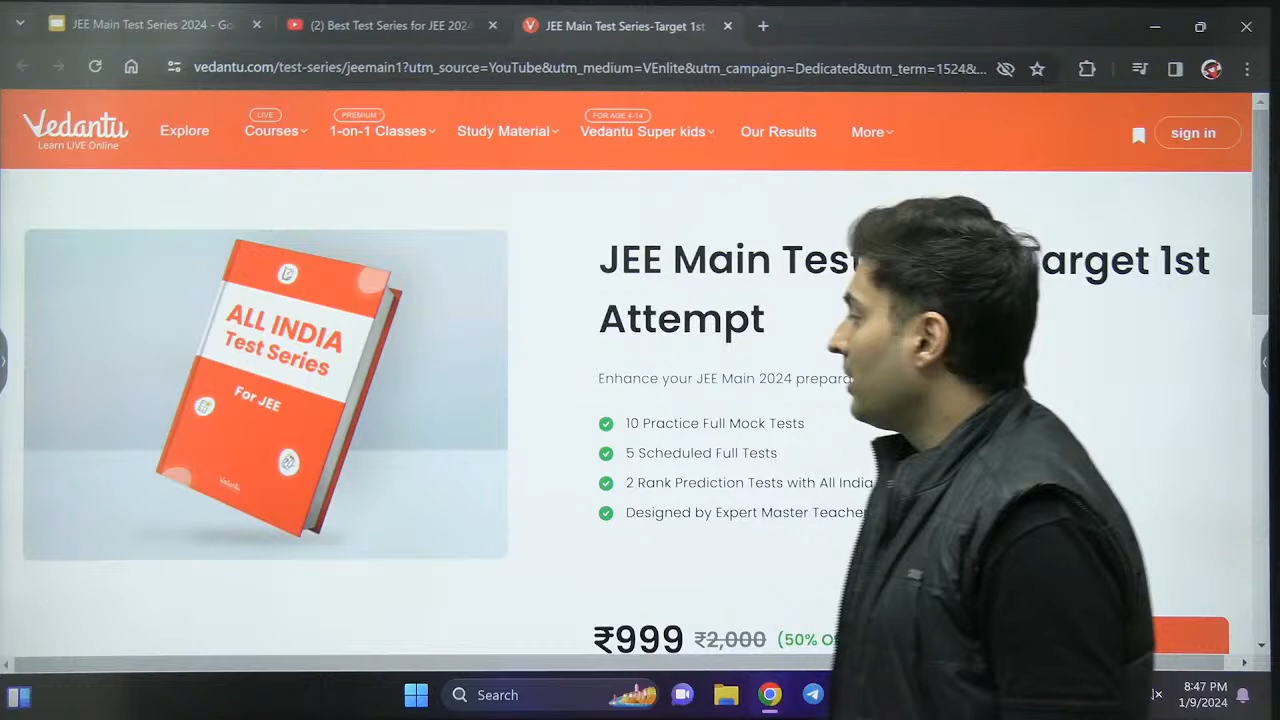 JEE Main Test Series 2024 - Go
(2) Best Test Series for JEE 2024
JEE Main Test Series-Target 1st
vedantu.com/test-series/jeemain1?utm_source=YouTube&utm_medium=VEnlite&utm_campaign=Dedicated&utm_term=1524&...
Vedantu
Learn LIVE Online
Explore
LIVE
Courses
PREMIUM
1-on-1 Classes
Study Material
FOR AGE 4-14
Vedantu Super kids
Our Results
More
sign in
ALL INDIA
Test Series
For JEE
Vedantu
JEE Main Test arget 1st
Attempt
Enhance your JEE Main 2024 prepara
10 Practice Full Mock Tests
5 Scheduled Full Tests
2 Rank Prediction Tests with All India
Designed by Expert Master Teache
₹999 ₹2,000 (50% O
Search
8:47 PM
1/9/2024